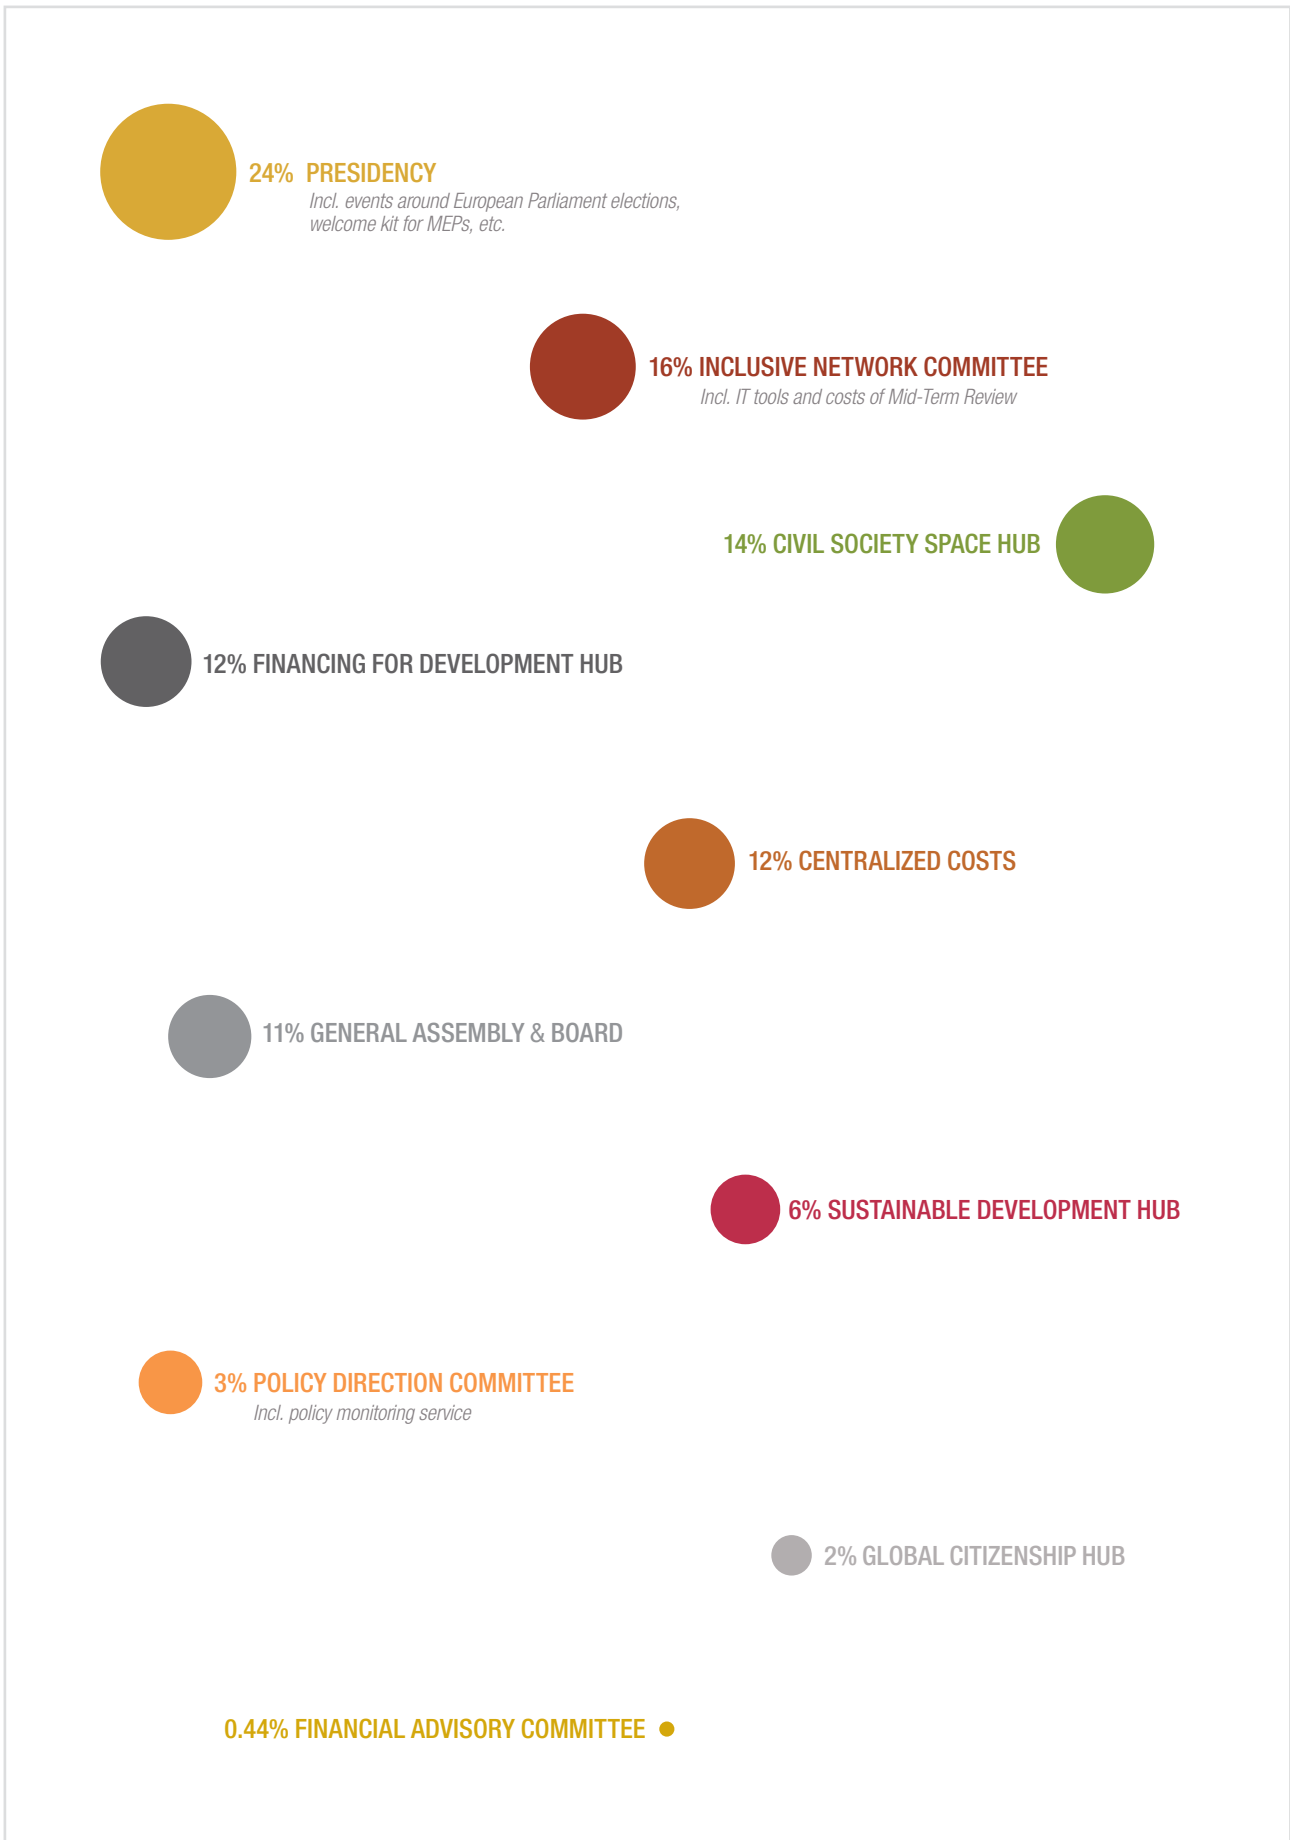 24% PRESIDENCY
Incl. events around European Parliament elections,
welcome kit for MEPs, etc.
16% INCLUSIVE NETWORK COMMITTEE
Incl. IT tools and costs of Mid-Term Review
14% CIVIL SOCIETY SPACE HUB
12% FINANCING FOR DEVELOPMENT HUB
12% CENTRALIZED COSTS
11% GENERAL ASSEMBLY & BOARD
6% SUSTAINABLE DEVELOPMENT HUB
3% POLICY DIRECTION COMMITTEE
Incl. policy monitoring service
2% GLOBAL CITIZENSHIP HUB
0.44% FINANCIAL ADVISORY COMMITTEE